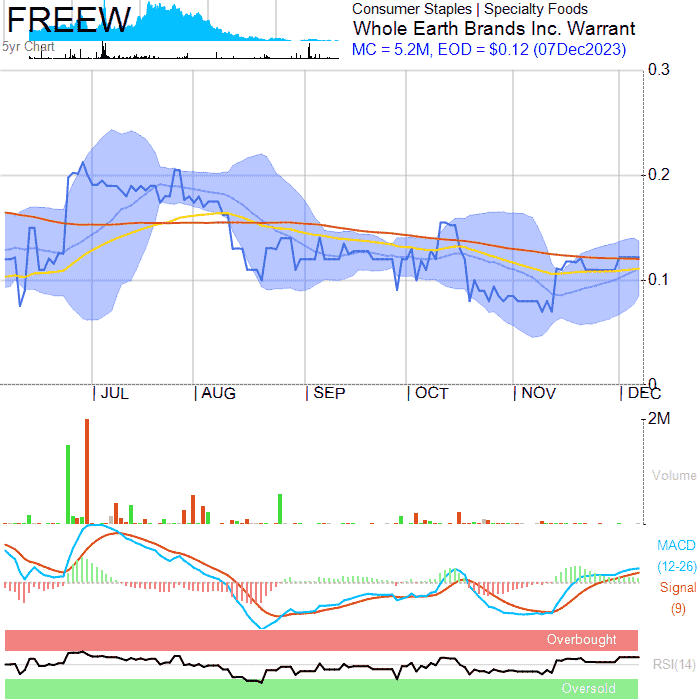 FREEW
5yr Chart
Consumer Staples | Specialty Foods
Whole Earth Brands Inc. Warrant
MC = 5.2M, EOD = $0.12 (07Dec2023)
0.3
0.2
0.1
0
| JUL
| AUG
| SEP
| OCT
| NOV
| DEC
2M
Volume
MACD
(12-26)
Signal
(9)
Overbought
RSI(14)
Oversold